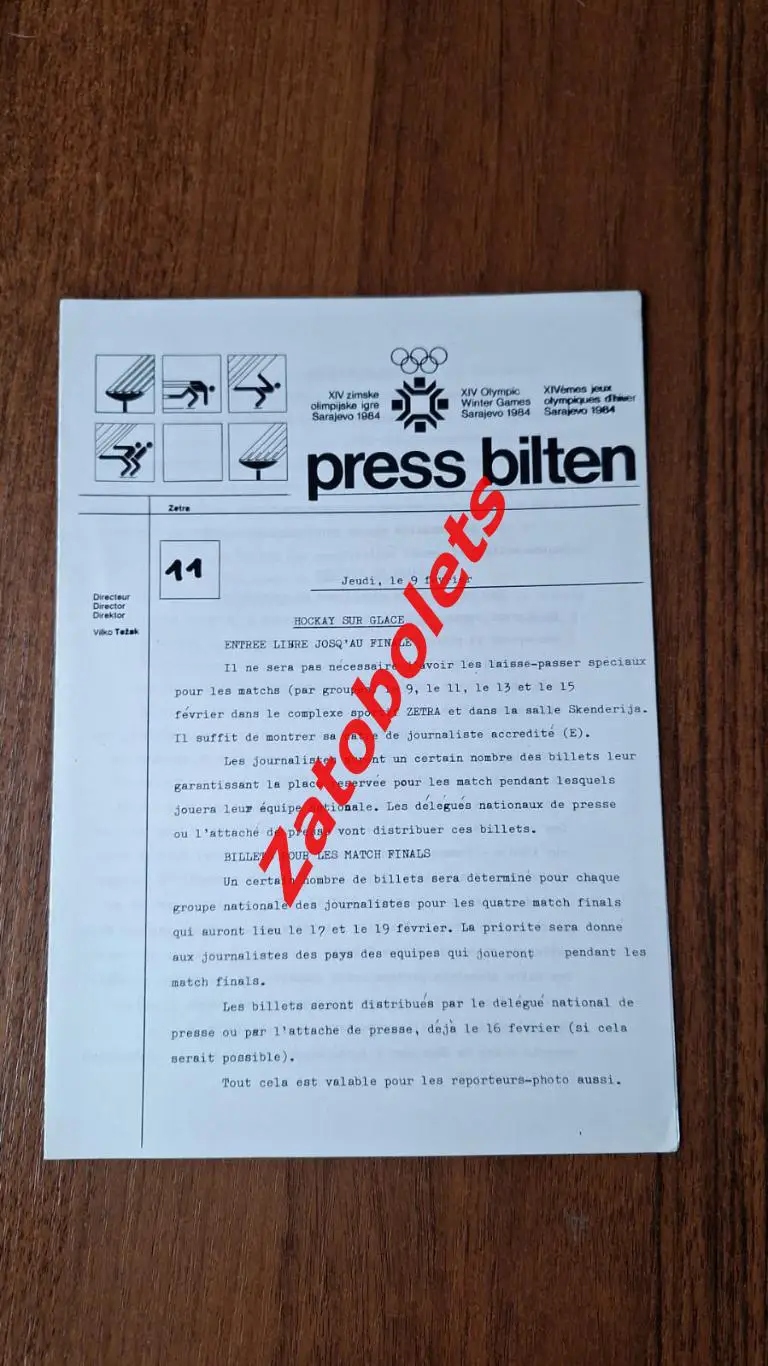 XIV zimske
olimpijske igre
Sarajevo 1984
XIV Olympic
Winter Games
Sarajevo 1984
XIVèmes jeux
olympiques d'hiver
Sarajevo 1984
press bilten
Zetra
11
Jeudi, le 9 février
Directeur
Director
Direktor
Vilko Težak
HOCKAY SUR GLACE
ENTREE LIBRE JOSQ'AU FINALE
Il ne sera pas nécessaire d'avoir les laisse-passer spéciaux
pour les matchs (par groupes) le 9, le 11, le 13 et le 15
février dans le complexe sportif ZETRA et dans la salle Skenderija.
Il suffit de montrer sa carte de journaliste accredité (E).
Les journalistes auront un certain nombre des billets leur
garantissant la place reservée pour les match pendant lesquels
jouera leur équipe nationale. Les délégués nationaux de presse
ou l'attaché de presse vont distribuer ces billets.
BILLETS POUR LES MATCH FINALS
Un certain nombre de billets sera determiné pour chaque
groupe nationale des journalistes pour les quatre match finals
qui auront lieu le 17 et le 19 février. La priorite sera donné
aux journalistes des pays des equipes qui joueront pendant les
match finals.
Les billets seront distribués par le delégué national de
presse ou par l'attache de presse, déjà le 16 fevrier (si cela
serait possible).
Tout cela est valable pour les reporteurs-photo aussi.
Zatobolets